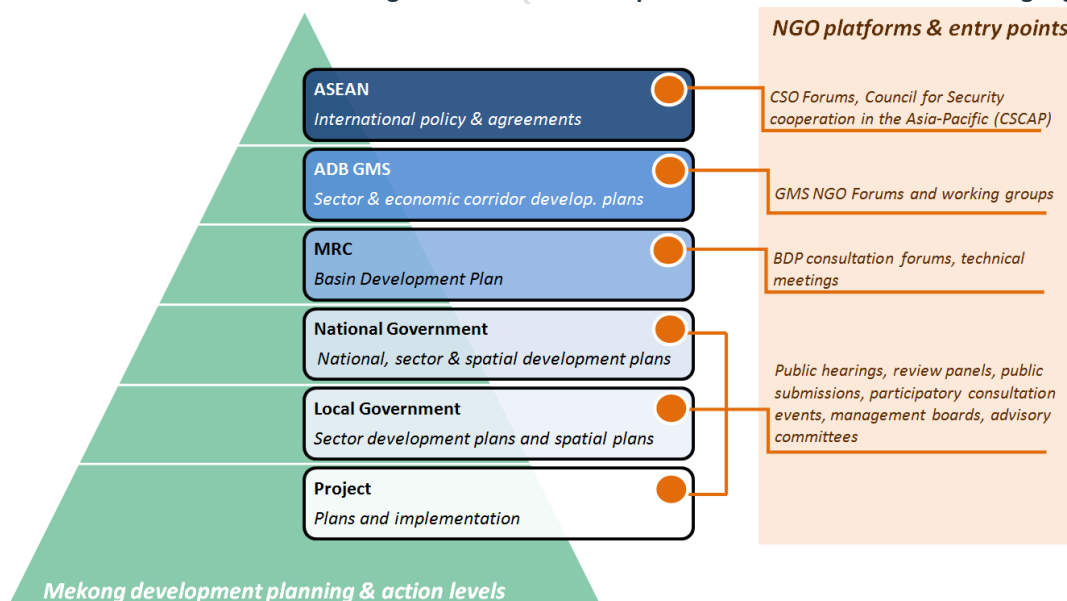 NGO platforms & entry points
ASEAN
International policy & agreements
CSO Forums, Council for Security
cooperation in the Asia-Pacific (CSCAP)
ADB GMS
Sector & economic corridor develop. plans
GMS NGO Forums and working groups
MRC
Basin Development Plan
BDP consultation forums, technical
meetings
National Government
National, sector & spatial development plans
Local Government
Sector development plans and spatial plans
Public hearings, review panels, public
submissions, participatory consultation
events, management boards, advisory
committees
Project
Plans and implementation
Mekong development planning & action levels